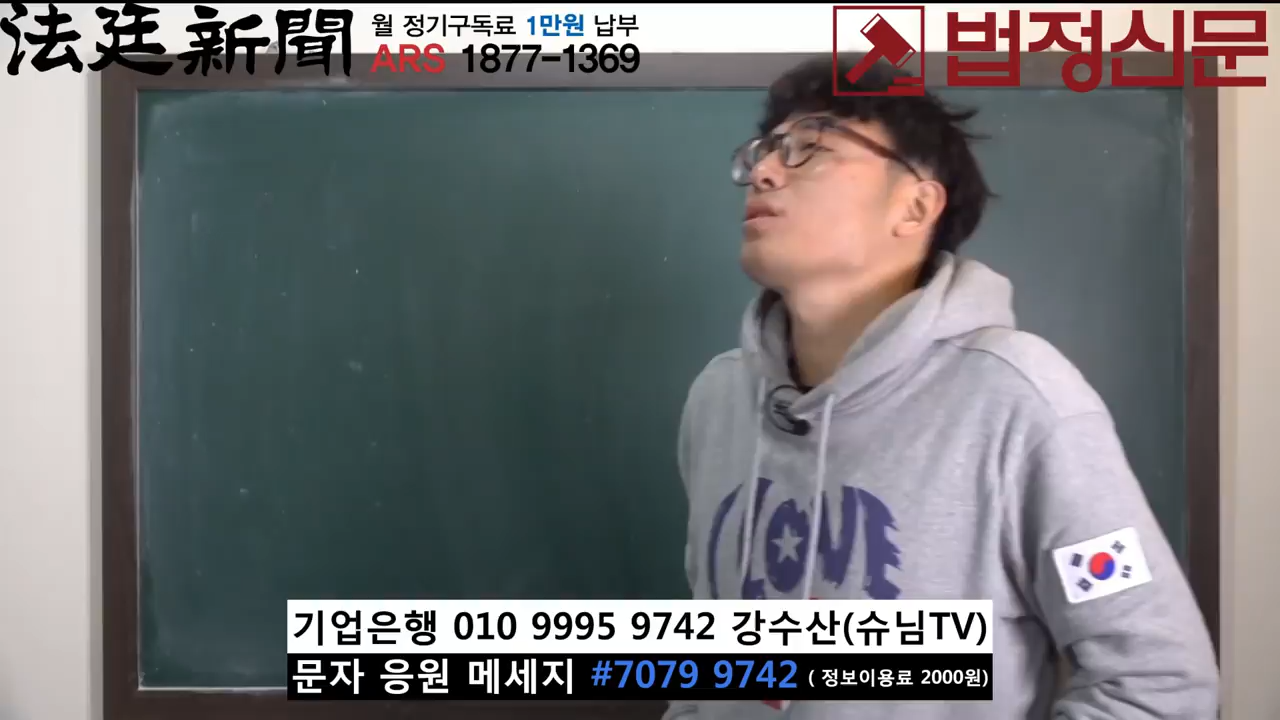 法廷新聞
월 정기구독료 1만원 납부
ARS 1877-1369
법정신문
LOVE
기업은행 010 9995 9742 강수산(슈님TV)
문자 응원 메세지 #7079 9742 ( 정보이용료 2000원)